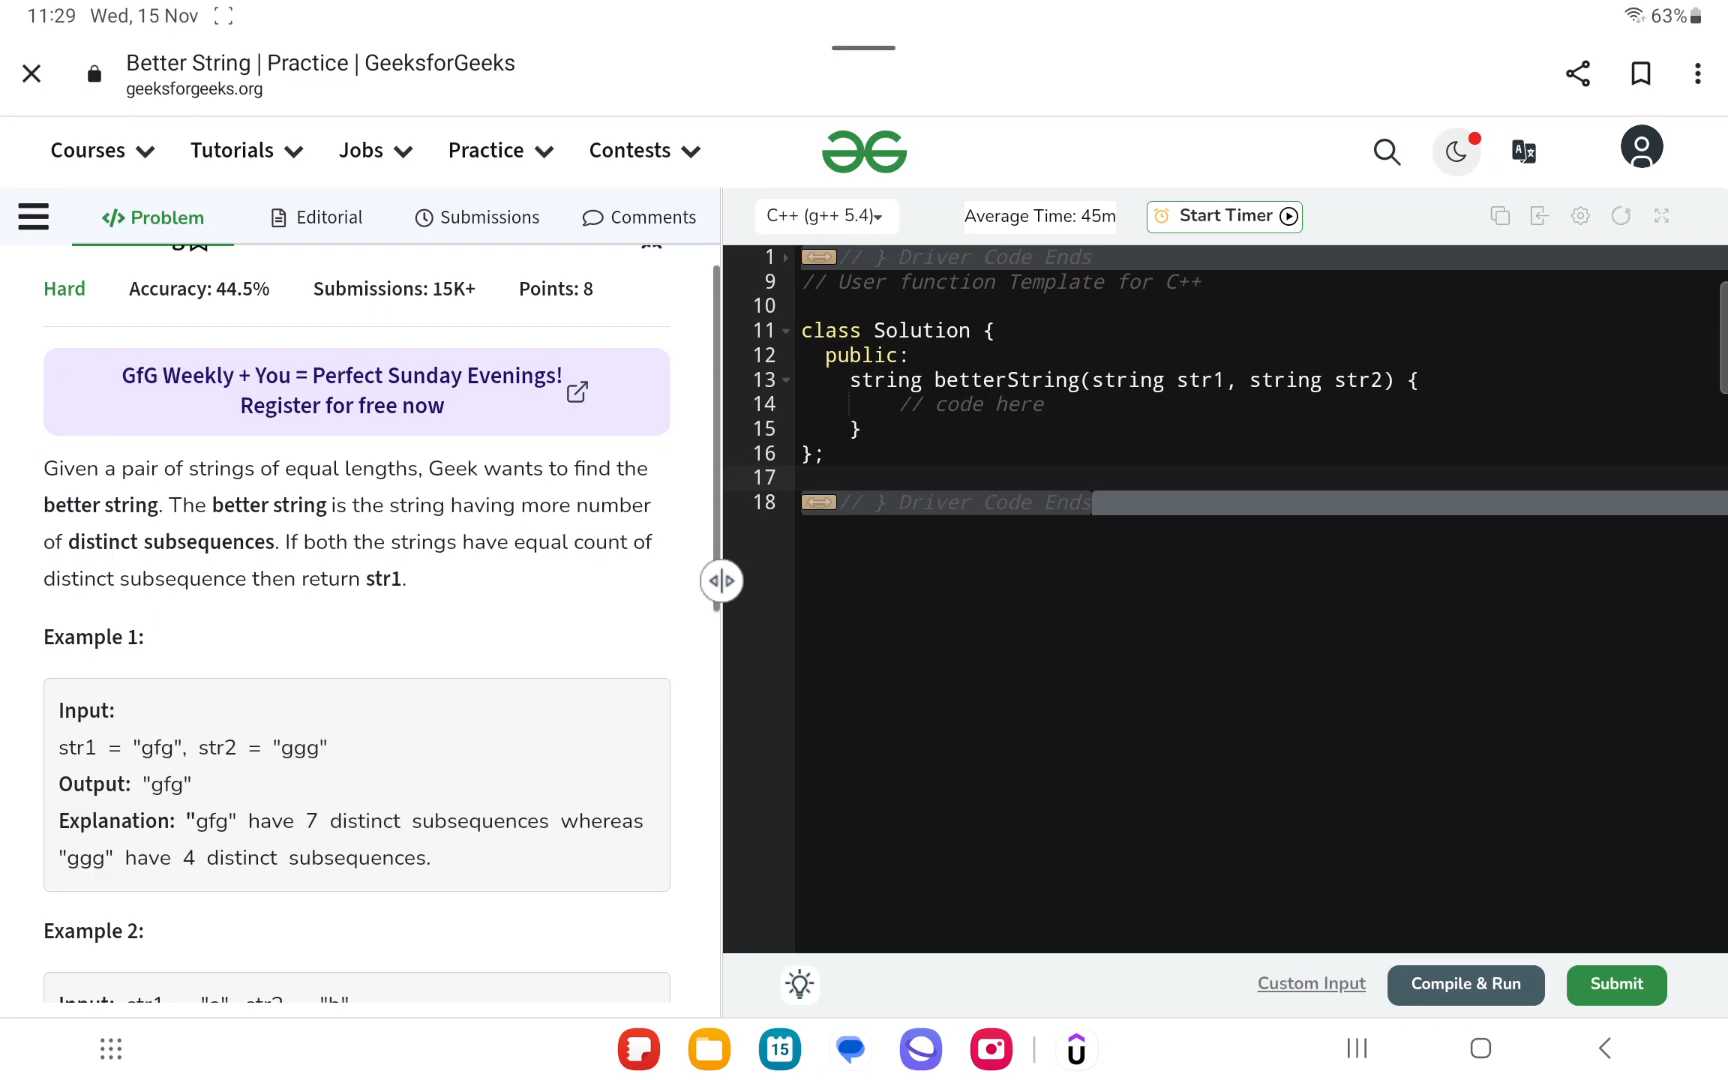 11:29 Wed, 15 Nov
63%
Better String | Practice | GeeksforGeeks
geeksforgeeks.org
Courses Tutorials Jobs Practice Contests
</> Problem Editorial Submissions Comments
Hard Accuracy: 44.5% Submissions: 15K+ Points: 8
GfG Weekly + You = Perfect Sunday Evenings!
Register for free now
Given a pair of strings of equal lengths, Geek wants to find the
better string. The better string is the string having more number
of distinct subsequences. If both the strings have equal count of
distinct subsequence then return str1.
Example 1:
Input:
str1 = "gfg", str2 = "ggg"
Output: "gfg"
Explanation: "gfg" have 7 distinct subsequences whereas
"ggg" have 4 distinct subsequences.
Example 2:
Input: str1 = "a", str2 = "b"
C++ (g++ 5.4) Average Time: 45m Start Timer
1 // } Driver Code Ends
9 // User function Template for C++
10
11 class Solution {
12 public:
13 string betterString(string str1, string str2) {
14 // code here
15 }
16 };
17
18 // } Driver Code Ends
Custom Input Compile & Run Submit
15